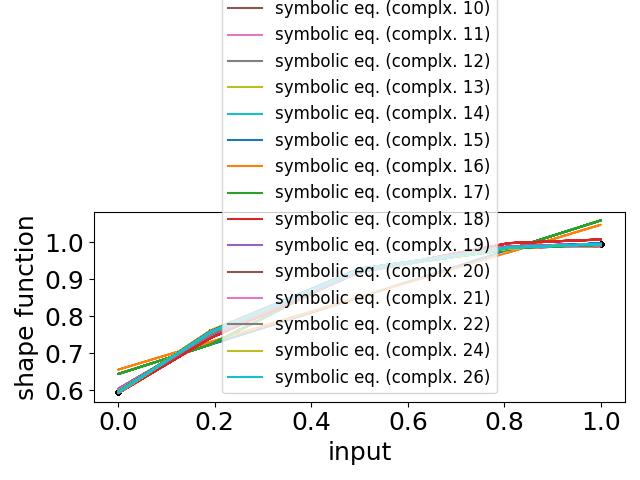 symbolic eq. (complx. 10)
symbolic eq. (complx. 11)
symbolic eq. (complx. 12)
symbolic eq. (complx. 13)
symbolic eq. (complx. 14)
symbolic eq. (complx. 15)
symbolic eq. (complx. 16)
symbolic eq. (complx. 17)
symbolic eq. (complx. 18)
symbolic eq. (complx. 19)
symbolic eq. (complx. 20)
symbolic eq. (complx. 21)
symbolic eq. (complx. 22)
symbolic eq. (complx. 24)
symbolic eq. (complx. 26)
shape function
1.0
0.9
0.8
0.7
0.6
0.0 0.2 0.4 0.6 0.8 1.0
input